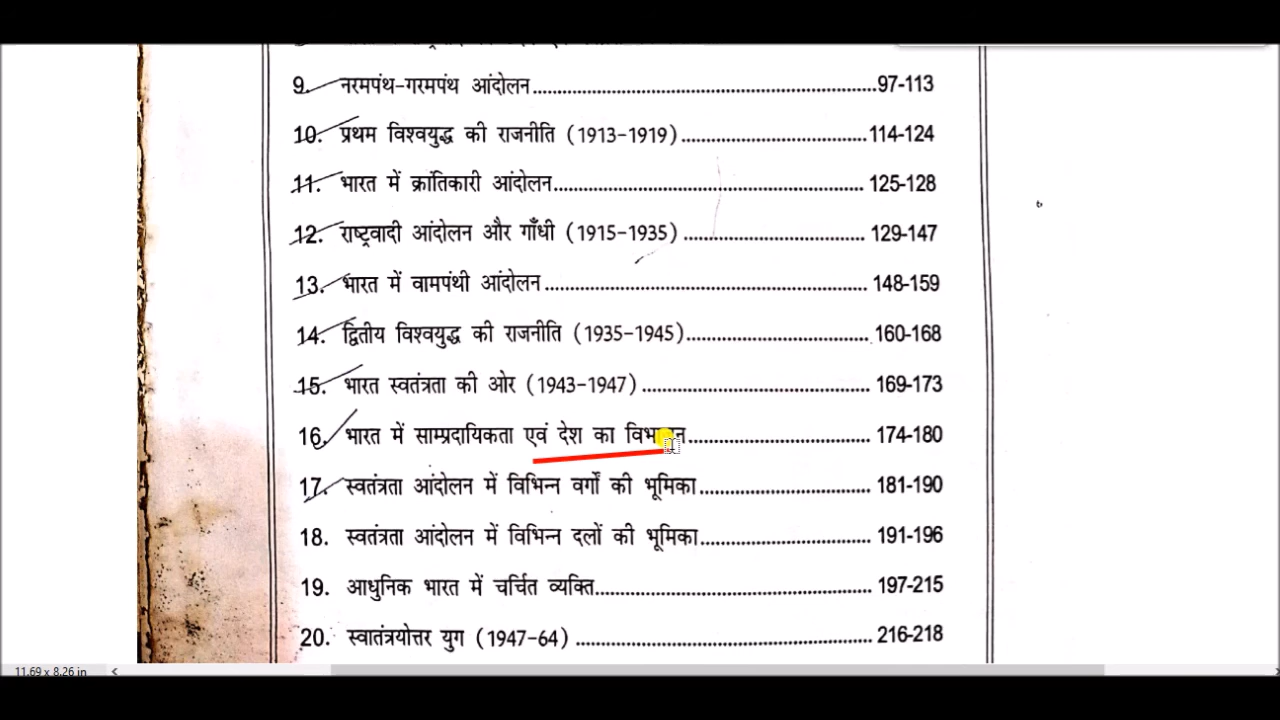 9. नरमपंथ-गरमपंथ आंदोलन....................97-113
10. प्रथम विश्वयुद्ध की राजनीति (1913-1919)....................114-124
11. भारत में क्रांतिकारी आंदोलन....................125-128
12. राष्ट्रवादी आंदोलन और गाँधी (1915-1935)....................129-147
13. भारत में वामपंथी आंदोलन....................148-159
14. द्वितीय विश्वयुद्ध की राजनीति (1935-1945)....................160-168
15. भारत स्वतंत्रता की ओर (1943-1947)....................169-173
16. भारत में साम्प्रदायिकता एवं देश का....................174-180
17. स्वतंत्रता आंदोलन में विभिन्न वर्गों की भूमिका....................181-190
18. स्वतंत्रता आंदोलन में विभिन्न दलों की भूमिका....................191-196
19. आधुनिक भारत में चर्चित व्यक्ति....................197-215
20. स्वातंत्रयोत्तर युग (1947-64)....................216-218
11.69 x 8.26 in